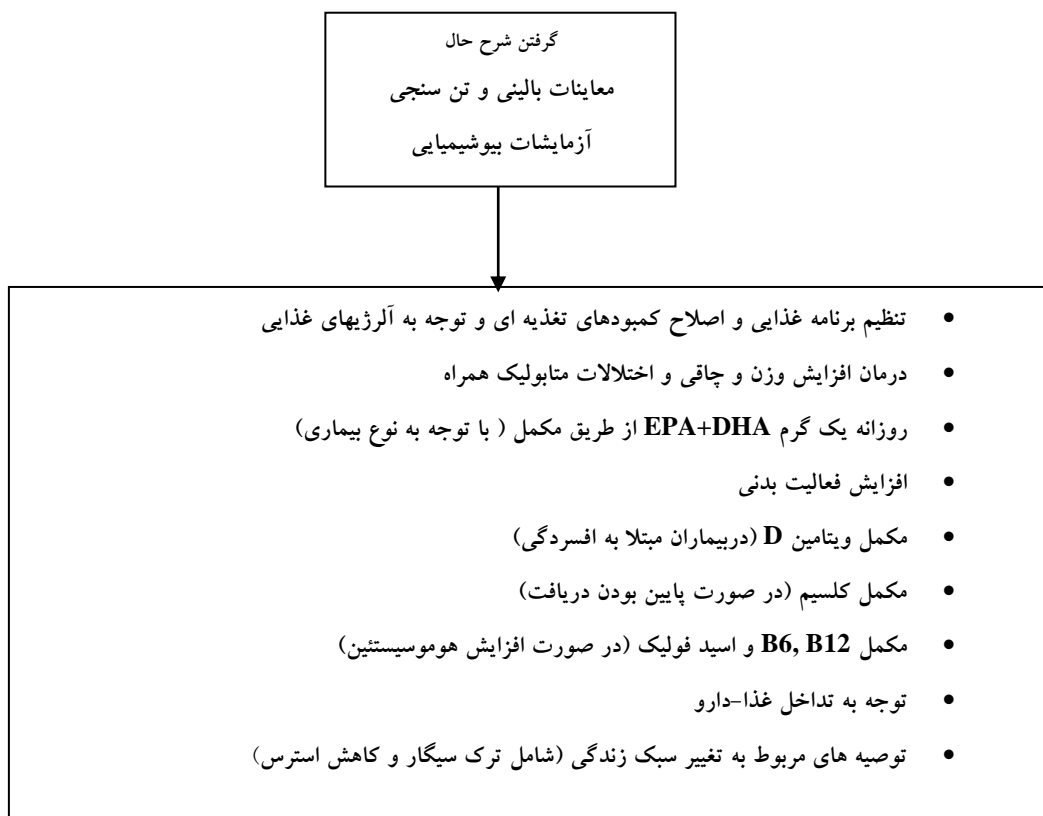 گرفتن شرح حال
معاینات بالینی و تن سنجی
آزمایشات بیوشیمیایی
• تنظیم برنامه غذایی و اصلاح کمبودهای تغذیه ای و توجه به آلرژیهای غذایی
• درمان افزایش وزن و چاقی و اختلالات متابولیک همراه
• روزانه یک گرم EPA+DHA از طریق مکمل ( با توجه به نوع بیماری)
• افزایش فعالیت بدنی
• مکمل ویتامین D (دربیماران مبتلا به افسردگی)
• مکمل کلسیم (در صورت پایین بودن دریافت)
• مکمل B6, B12 و اسید فولیک (در صورت افزایش هوموسیستئین)
• توجه به تداخل غذا-دارو
• توصیه های مربوط به تغییر سبک زندگی (شامل ترک سیگار و کاهش استرس)